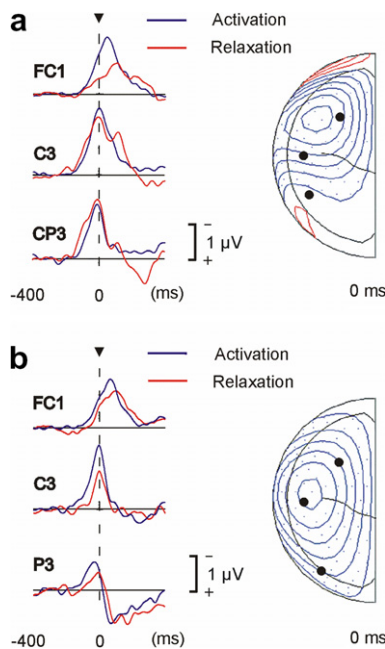 a
Activation
Relaxation
FC1
C3
CP3
−
1 µV
+
-400 0 (ms)
0 ms
b
Activation
Relaxation
FC1
C3
P3
−
1 µV
+
-400 0 (ms)
0 ms